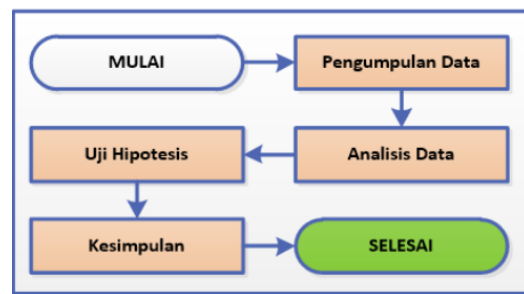 MULAI
Pengumpulan Data
Analisis Data
Uji Hipotesis
Kesimpulan
SELESAI